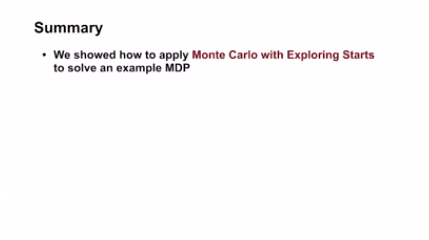 Summary
• We showed how to apply Monte Carlo with Exploring Starts
to solve an example MDP